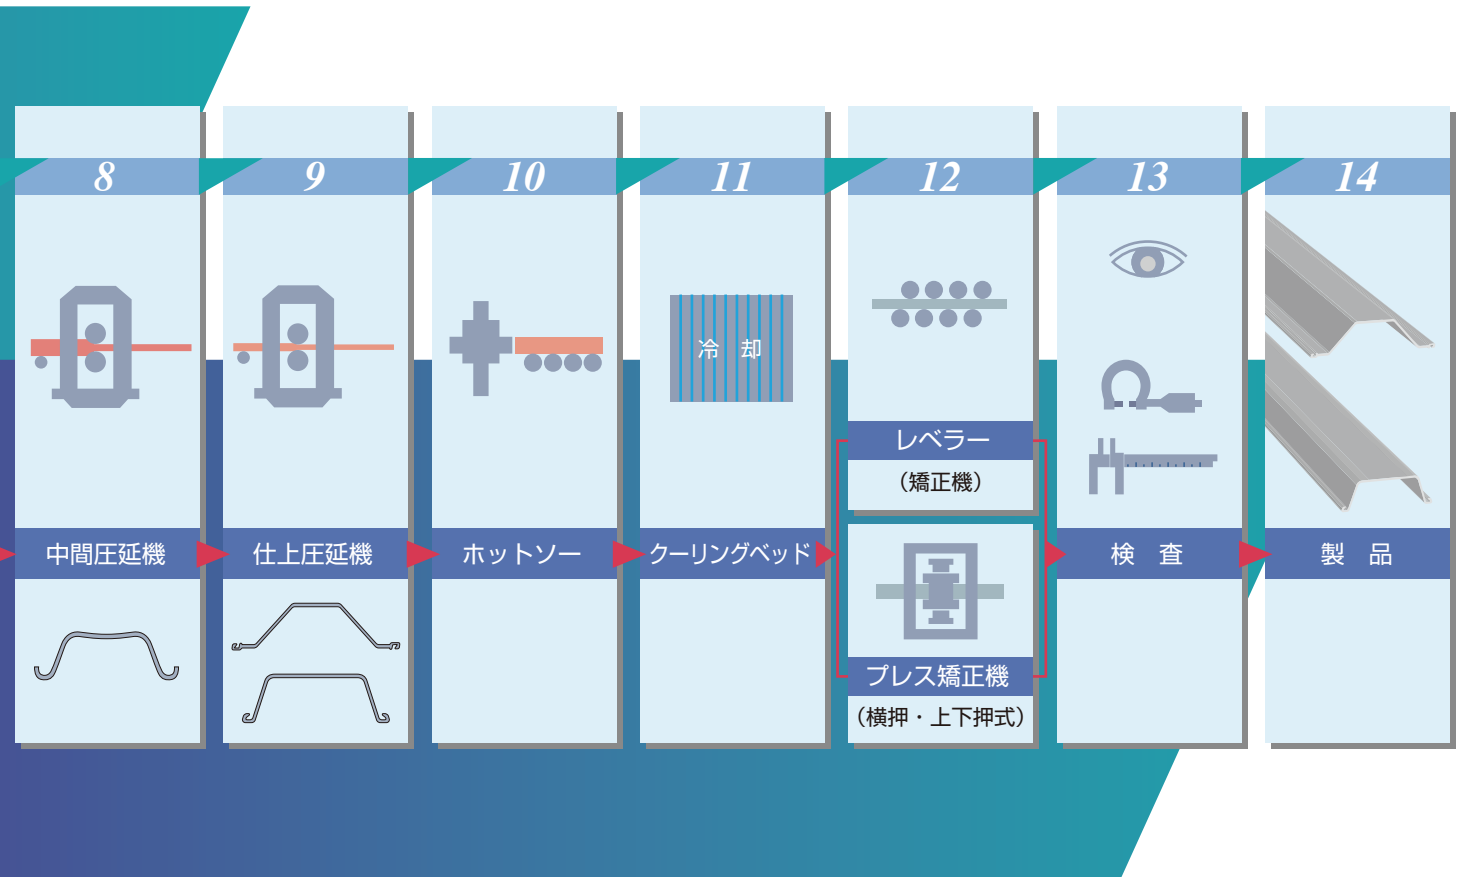 8
9
10
11
12
13
14
冷 却
レベラー
（矯正機）
中間圧延機
仕上圧延機
ホットソー
クーリングベッド
検 査
製 品
プレス矯正機
（横押・上下押式）